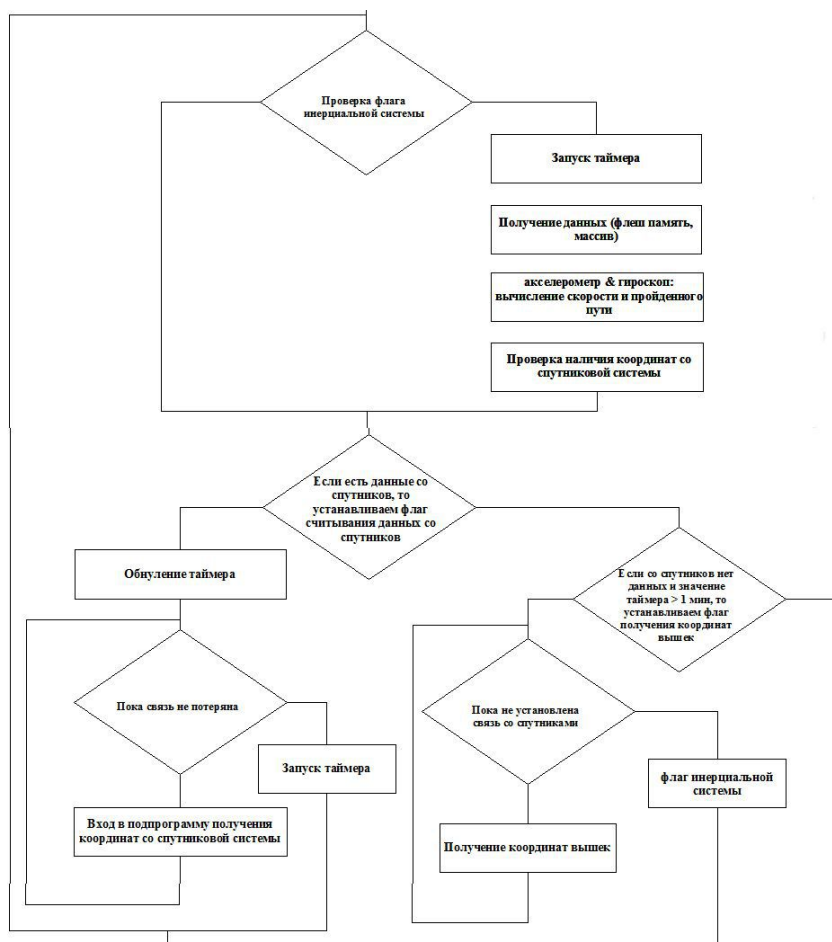 Проверка флага
инерциальной системы
Запуск таймера
Получение данных (флеш память,
массив)
акселерометр & гироскоп:
вычисление скорости и пройденного
пути
Проверка наличия координат со
спутниковой системы
Если есть данные со
спутников, то
устанавливаем флаг
считывания данных со
спутников
Обнуление таймера
Если со спутников нет
данных и значение
таймера > 1 мин, то
устанавливаем флаг
получения координат
вышек
Пока связь не потеряна
Пока не установлена
связь со спутниками
Запуск таймера
флаг инерциальной
системы
Вход в подпрограмму получения
координат со спутниковой системы
Получение координат вышек